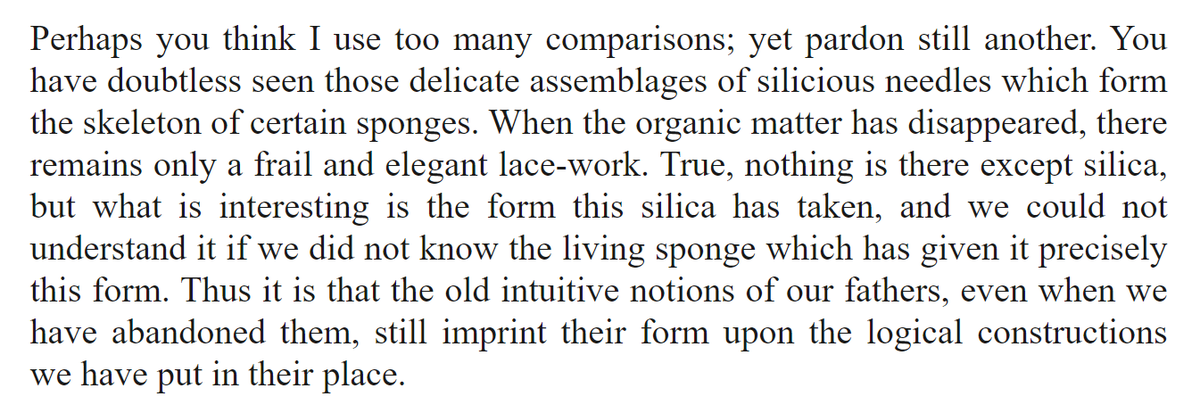 Perhaps you think I use too many comparisons; yet pardon still another. You
have doubtless seen those delicate assemblages of silicious needles which form
the skeleton of certain sponges. When the organic matter has disappeared, there
remains only a frail and elegant lace-work. True, nothing is there except silica,
but what is interesting is the form this silica has taken, and we could not
understand it if we did not know the living sponge which has given it precisely
this form. Thus it is that the old intuitive notions of our fathers, even when we
have abandoned them, still imprint their form upon the logical constructions
we have put in their place.